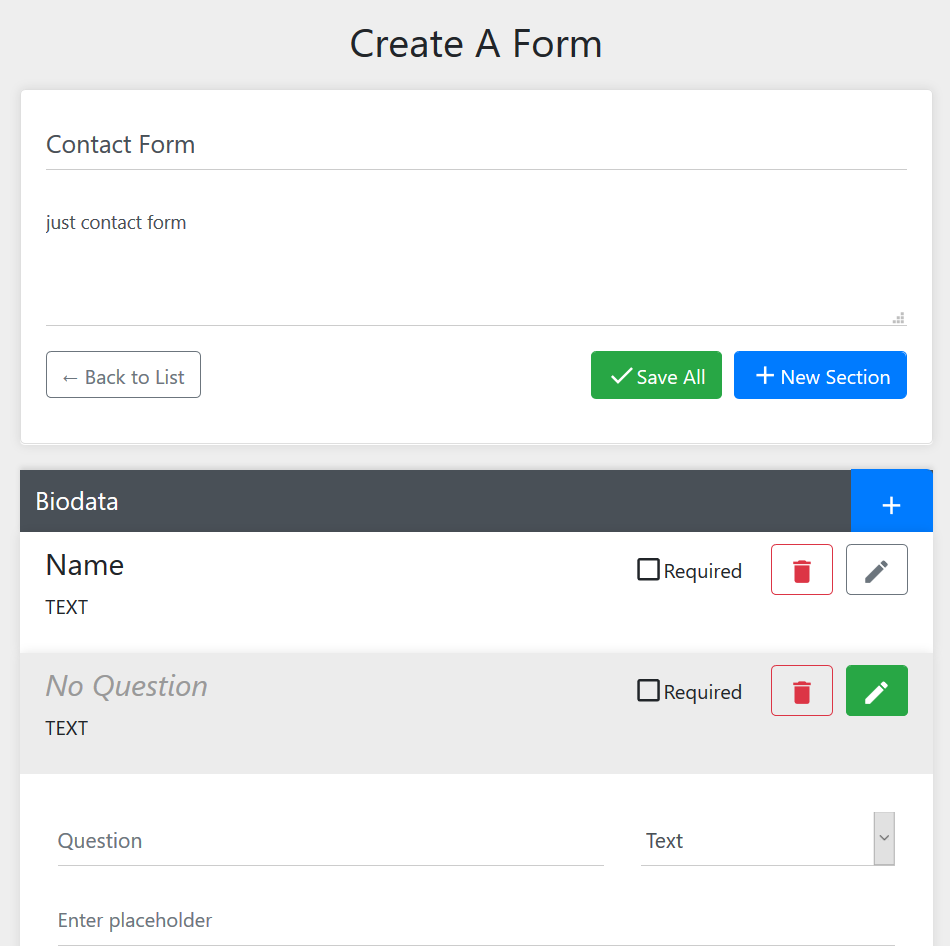 Create A Form
Contact Form
just contact form
← Back to List
Save All
+ New Section
Biodata
+
Name
Required
TEXT
No Question
Required
TEXT
Question
Text
Enter placeholder